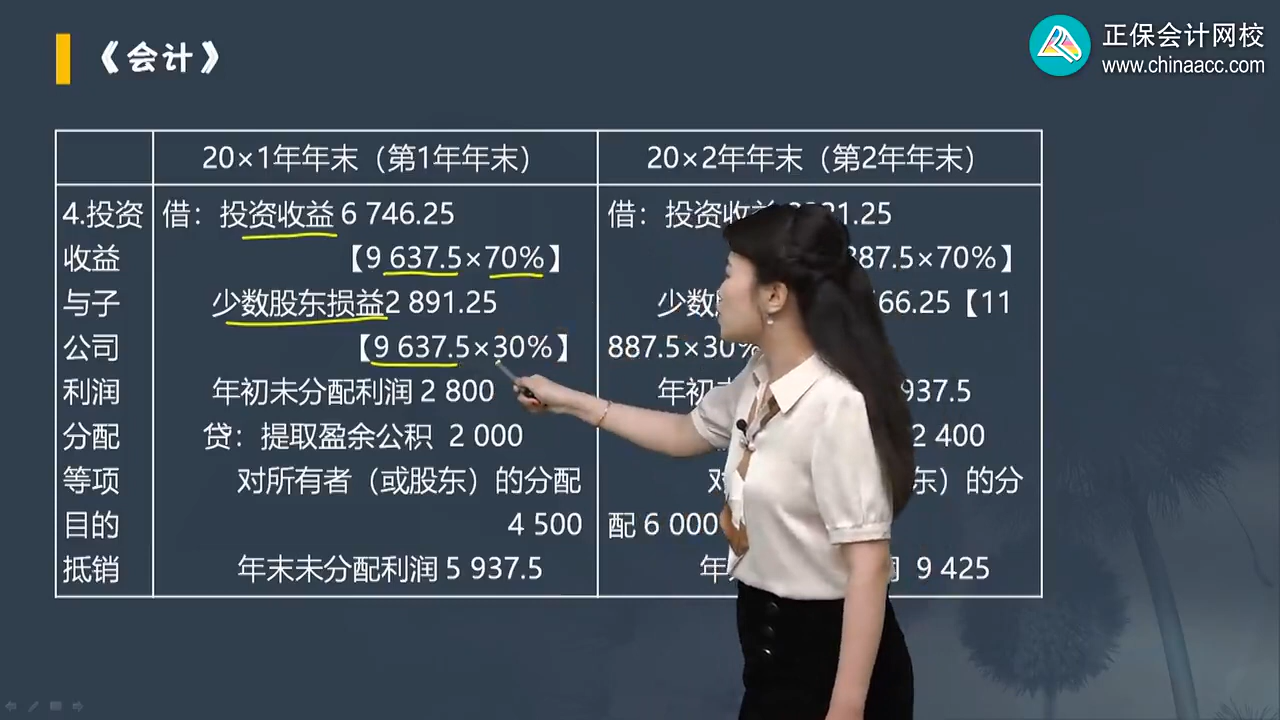 《会计》
正保会计网校
www.chinaacc.com
20×1年年末（第1年年末）
20×2年年末（第2年年末）
4.投资
收益
与子
公司
利润
分配
等项
目的
抵销
借：投资收益 6 746.25
【9 637.5×70%】
少数股东损益2 891.25
【9 637.5×30%】
年初未分配利润 2 800
贷：提取盈余公积 2 000
对所有者（或股东）的分配
4 500
年末未分配利润 5 937.5
借：投资收 21.25
887.5×70%】
少数 66.25【11
887.5×30%
年 937.5
2 400
对 东）的分
配 6 000
年 9 425